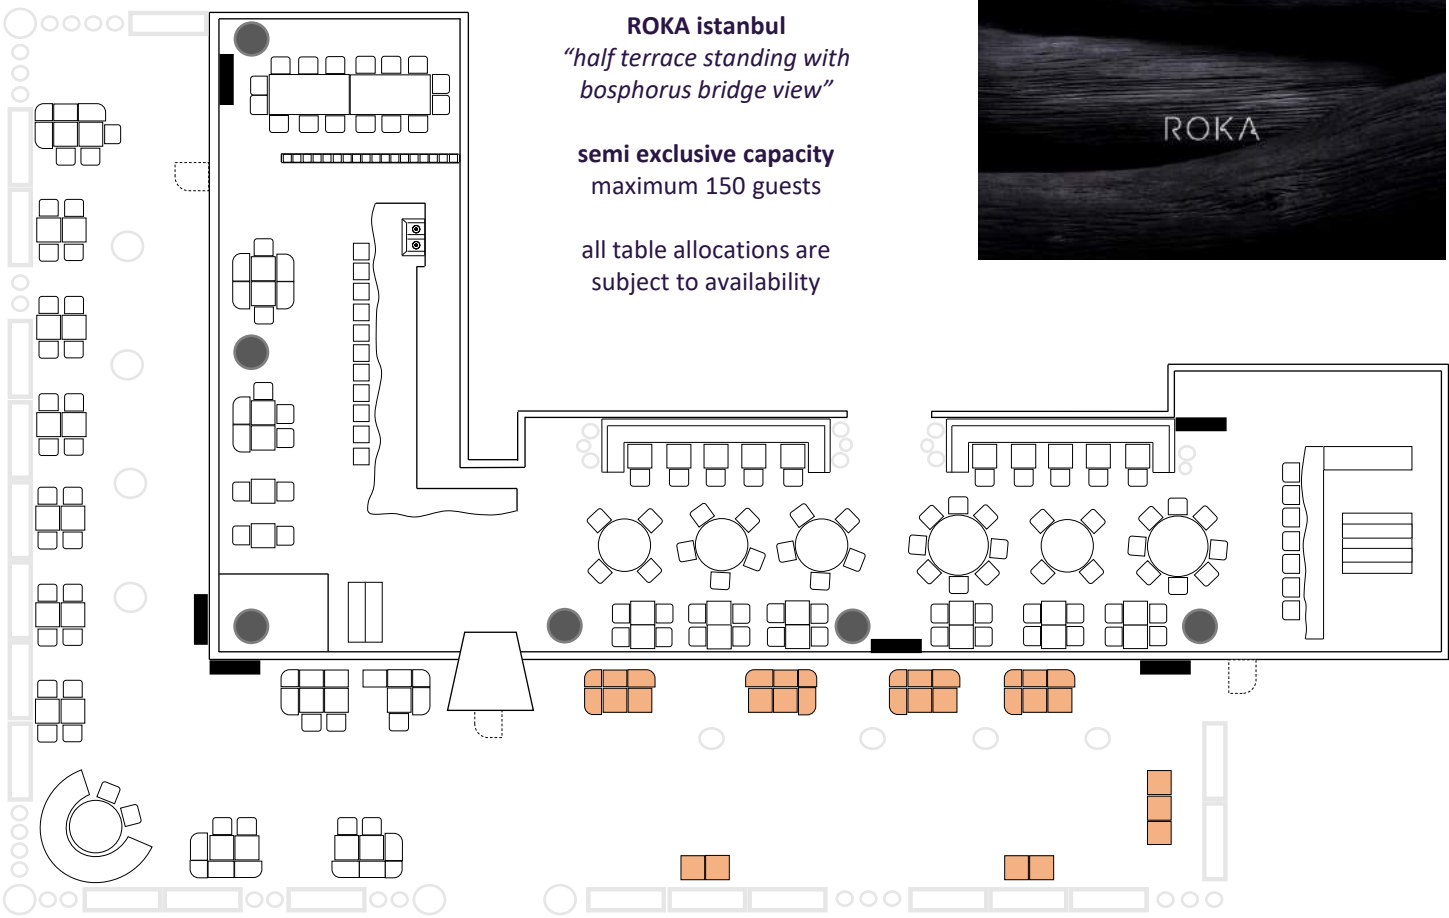 ROKA istanbul
“half terrace standing with
bosphorus bridge view”
semi exclusive capacity
maximum 150 guests
all table allocations are
subject to availability
ROKA